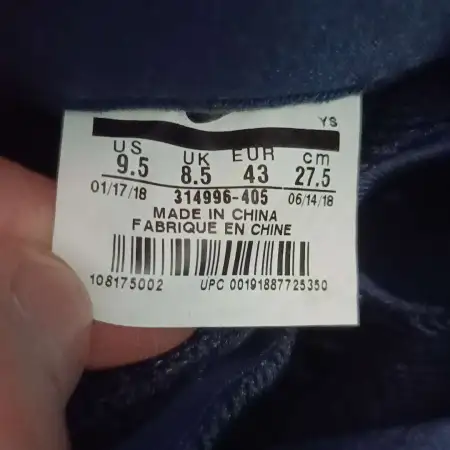 YS
US UK EUR cm
9.5 8.5 43 27.5
01/17/18 314996-405 06/14/18
MADE IN CHINA
FABRIQUE EN CHINE
108175002 UPC 00191887725350